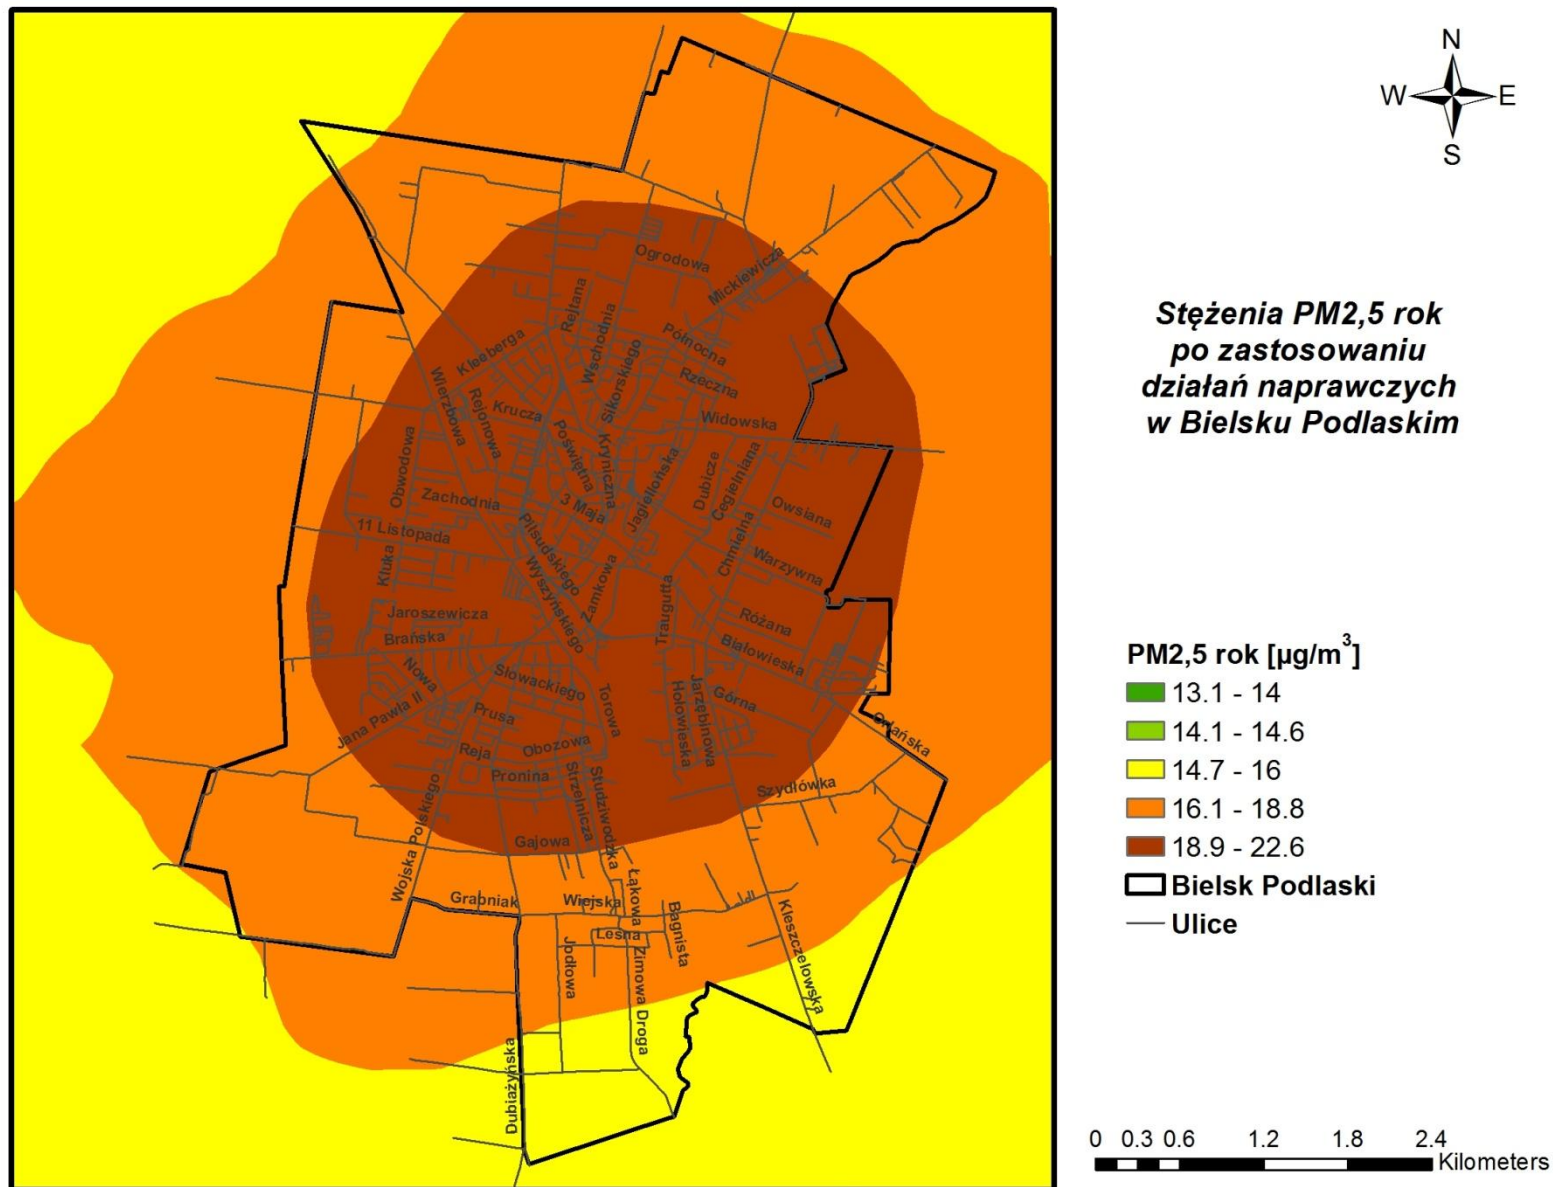 N
W E
S
Stężenia PM2,5 rok
po zastosowaniu
działań naprawczych
w Bielsku Podlaskim
PM2,5 rok [µg/m³]
13.1 - 14
14.1 - 14.6
14.7 - 16
16.1 - 18.8
18.9 - 22.6
Bielsk Podlaski
Ulice
0 0.3 0.6 1.2 1.8 2.4
Kilometers
Ogrodowa
Mickiewicza
Rejtana
Wschodnia
Północna
Kleeberga
Sikorskiego
Rzeczna
Wierzbowa
Rejonowa
Krucza
Widowska
Obwodowa
Poświętna
Kryniczna
Jagiellońska
Dubicze
Cegielniana
Zachodnia
3 Maja
Owsiana
11 Listopada
Piłsudskiego
Chmielna
Warzywna
Kluka
Wyszyńskiego
Zamkowa
Traugutta
Jaroszewicza
Różana
Brańska
Białowieska
Nowa
Słowackiego
Torowa
Hołowieska
Jarzębinowa
Górna
Jana Pawła II
Prusa
Orlańska
Reja
Obozowa
Pronina
Strzelnicza
Studziwodzka
Szydłówka
Wojska Polskiego
Gajowa
Grabniak
Wiejska
Łąkowa
Bagnista
Kleszczelowska
Leśna
Jodłowa
Zimowa Droga
Dubiażyńska